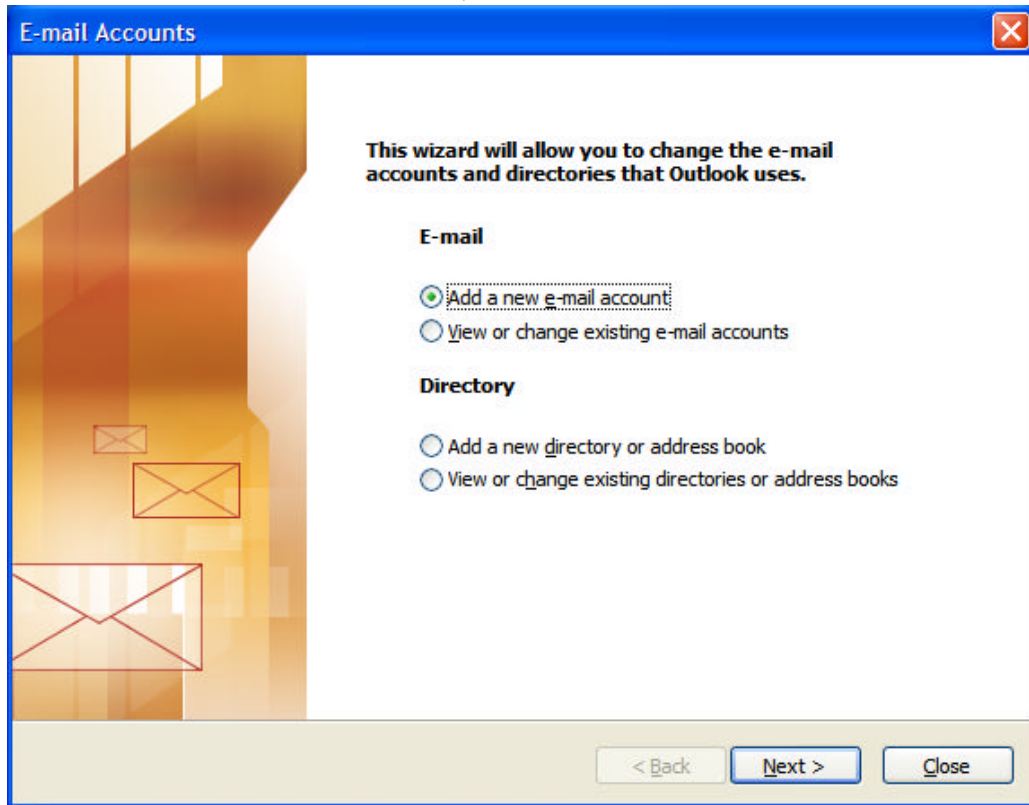 E-mail Accounts
This wizard will allow you to change the e-mail
accounts and directories that Outlook uses.
E-mail
Add a new e-mail account
View or change existing e-mail accounts
Directory
Add a new directory or address book
View or change existing directories or address books
< Back Next > Close